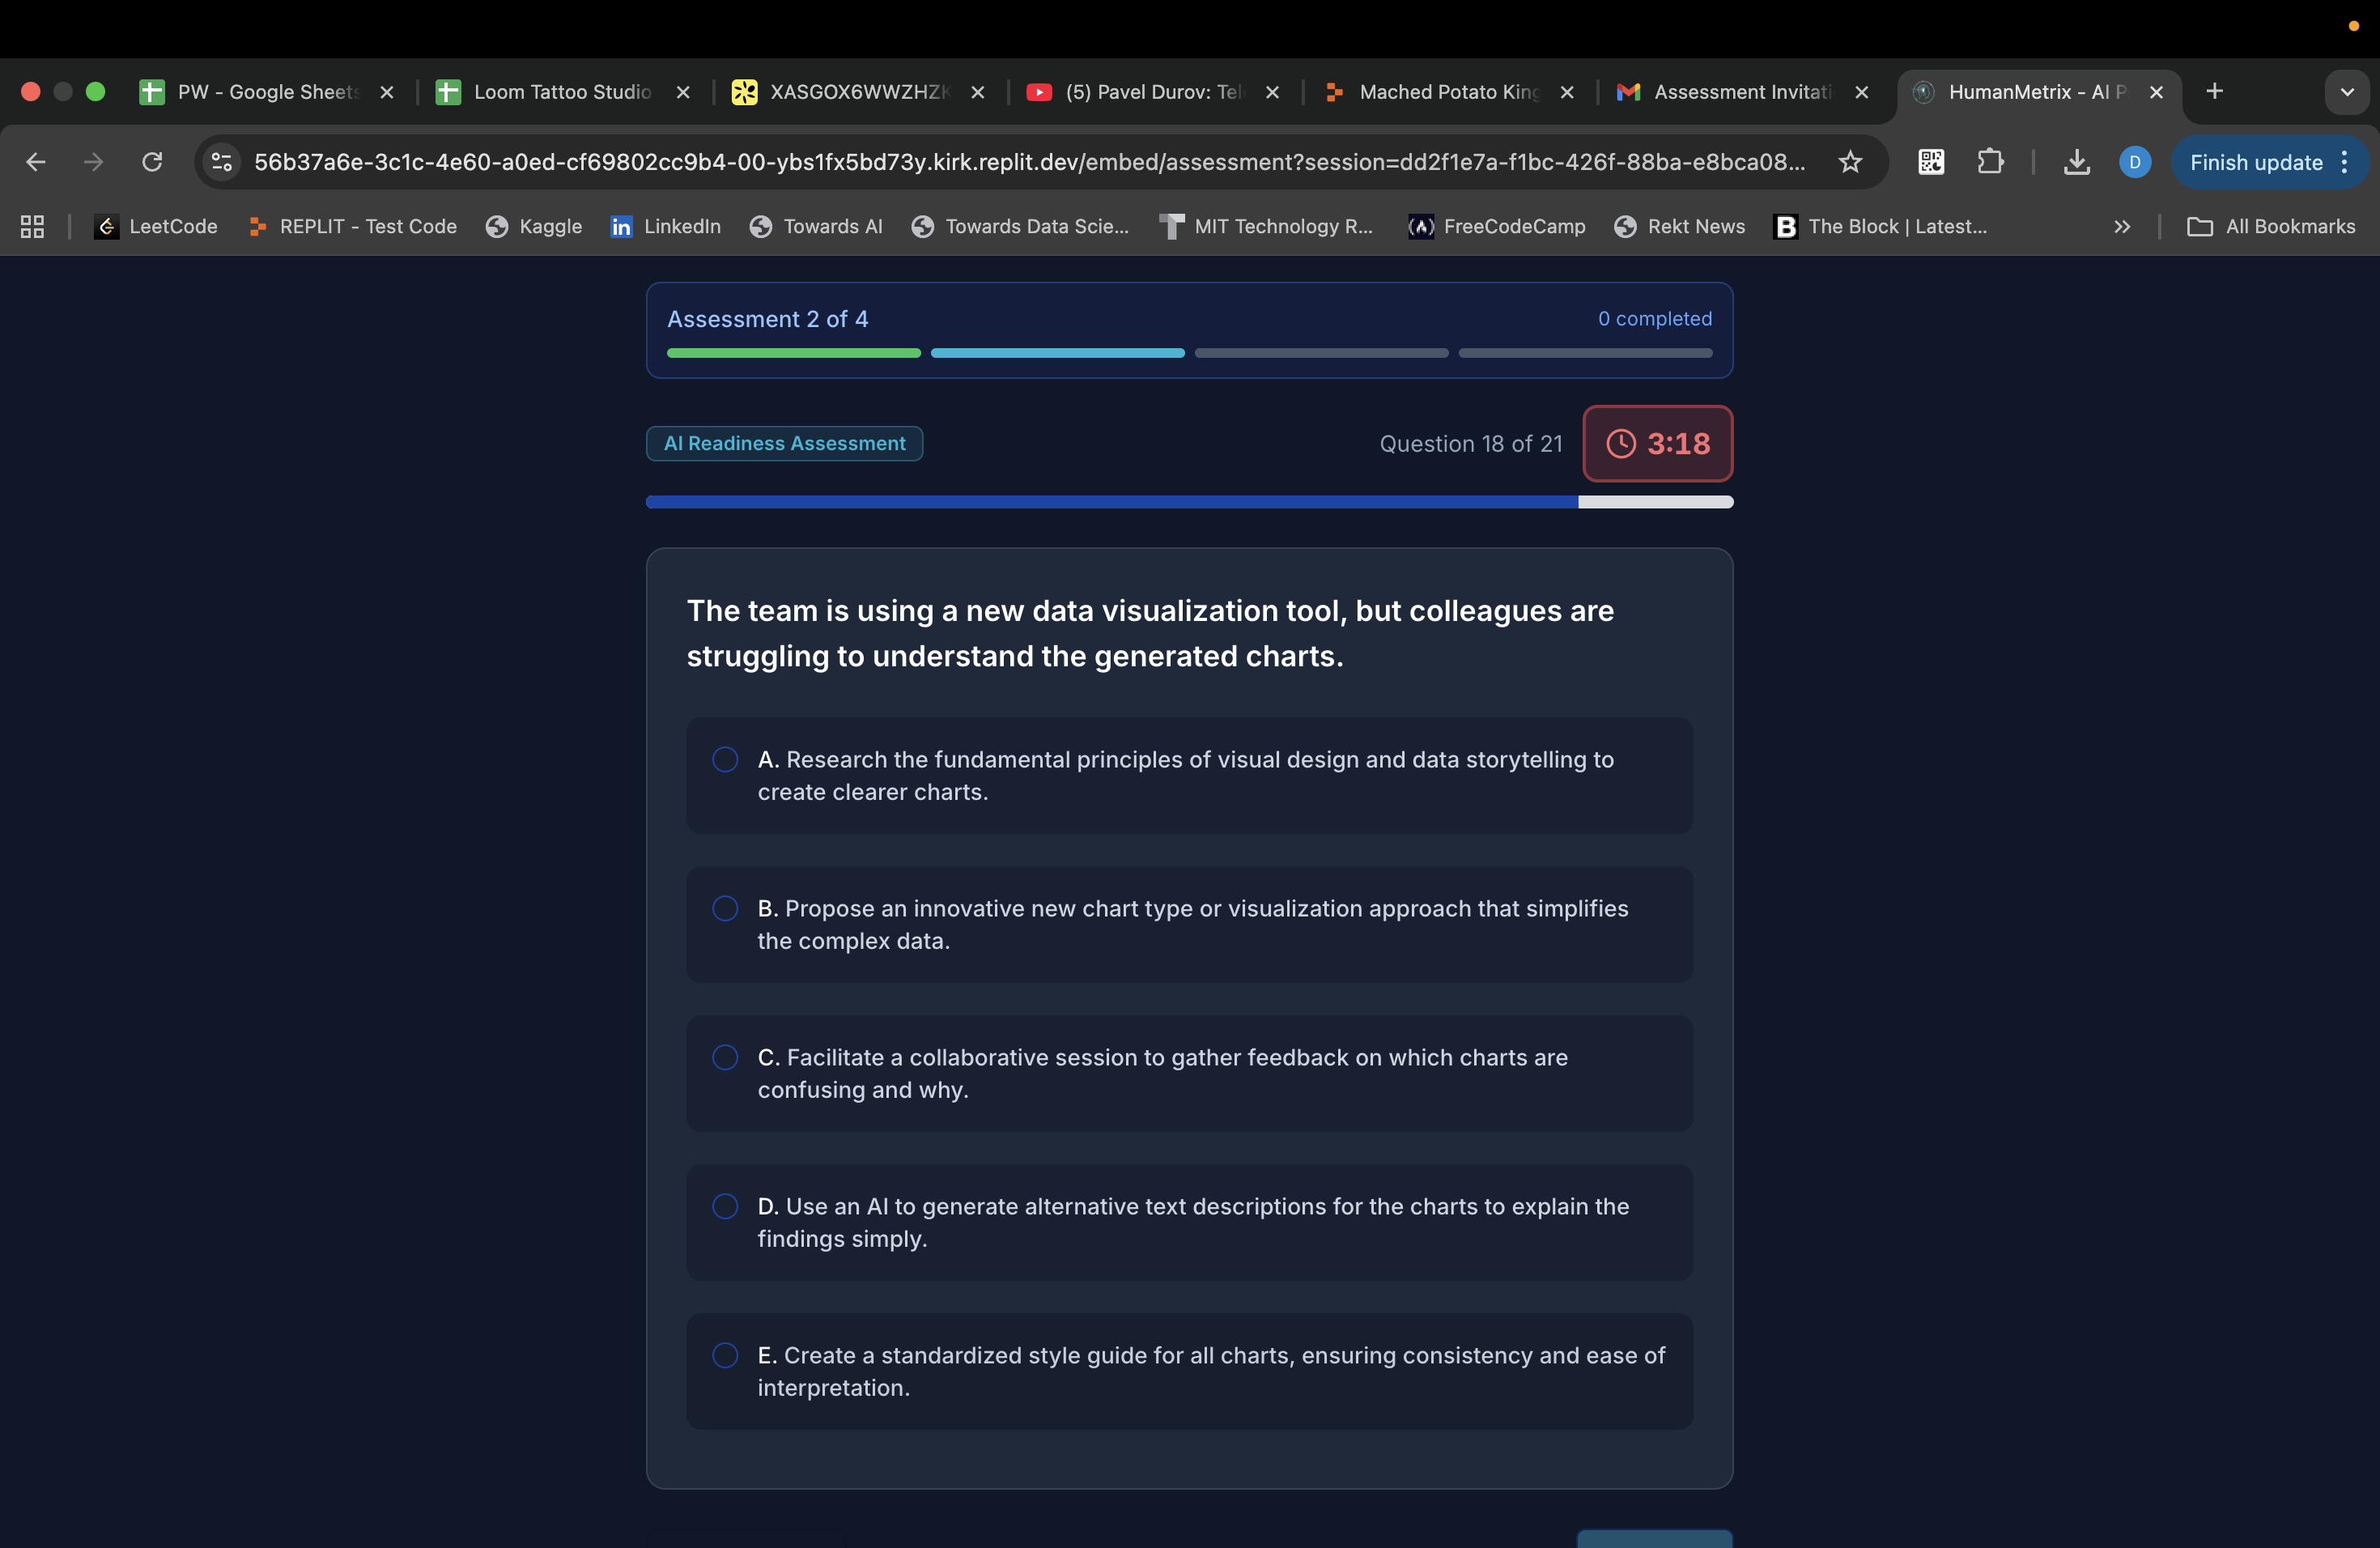 PW - Google Sheets
Loom Tattoo Studio
XASGOX6WWZHZK
(5) Pavel Durov: Tel
Mached Potato King
Assessment Invitati
HumanMetrix - AI P
56b37a6e-3c1c-4e60-a0ed-cf69802cc9b4-00-ybs1fx5bd73y.kirk.replit.dev/embed/assessment?session=dd2f1e7a-f1bc-426f-88ba-e8bca08...
D
Finish update
LeetCode
REPLIT - Test Code
Kaggle
in LinkedIn
Towards AI
Towards Data Scie...
MIT Technology R...
FreeCodeCamp
Rekt News
B The Block | Latest...
All Bookmarks
Assessment 2 of 4
0 completed
AI Readiness Assessment
Question 18 of 21
3:18
The team is using a new data visualization tool, but colleagues are
struggling to understand the generated charts.
A. Research the fundamental principles of visual design and data storytelling to
create clearer charts.
B. Propose an innovative new chart type or visualization approach that simplifies
the complex data.
C. Facilitate a collaborative session to gather feedback on which charts are
confusing and why.
D. Use an AI to generate alternative text descriptions for the charts to explain the
findings simply.
E. Create a standardized style guide for all charts, ensuring consistency and ease of
interpretation.